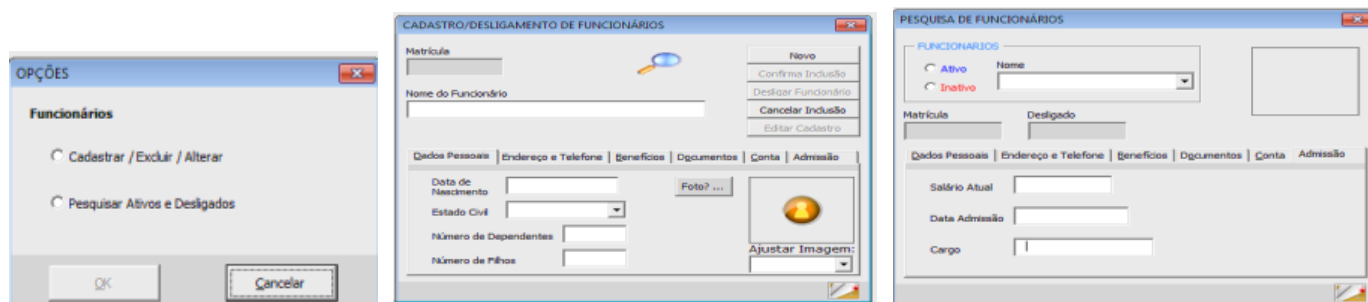 OPÇÕES
Funcionários
Cadastrar / Excluir / Alterar
Pesquisar Ativos e Desligados
OK
Cancelar
CADASTRO/DESLIGAMENTO DE FUNCIONÁRIOS
Matrícula
Nome do Funcionário
Novo
Confirma Inclusão
Desligar Funcionário
Cancelar Inclusão
Editar Cadastro
Dados Pessoais | Endereço e Telefone | Benefícios | Documentos | Conta | Admissão |
Data de
Nascimento
Foto? ...
Estado Civil
Número de Dependentes
Número de Filhos
Ajustar Imagem:
PESQUISA DE FUNCIONÁRIOS
FUNCIONARIOS
Ativo
Inativo
Nome
Matrícula
Desligado
Dados Pessoais | Endereço e Telefone | Benefícios | Documentos | Conta Admissão
Salário Atual
Data Admissão
Cargo